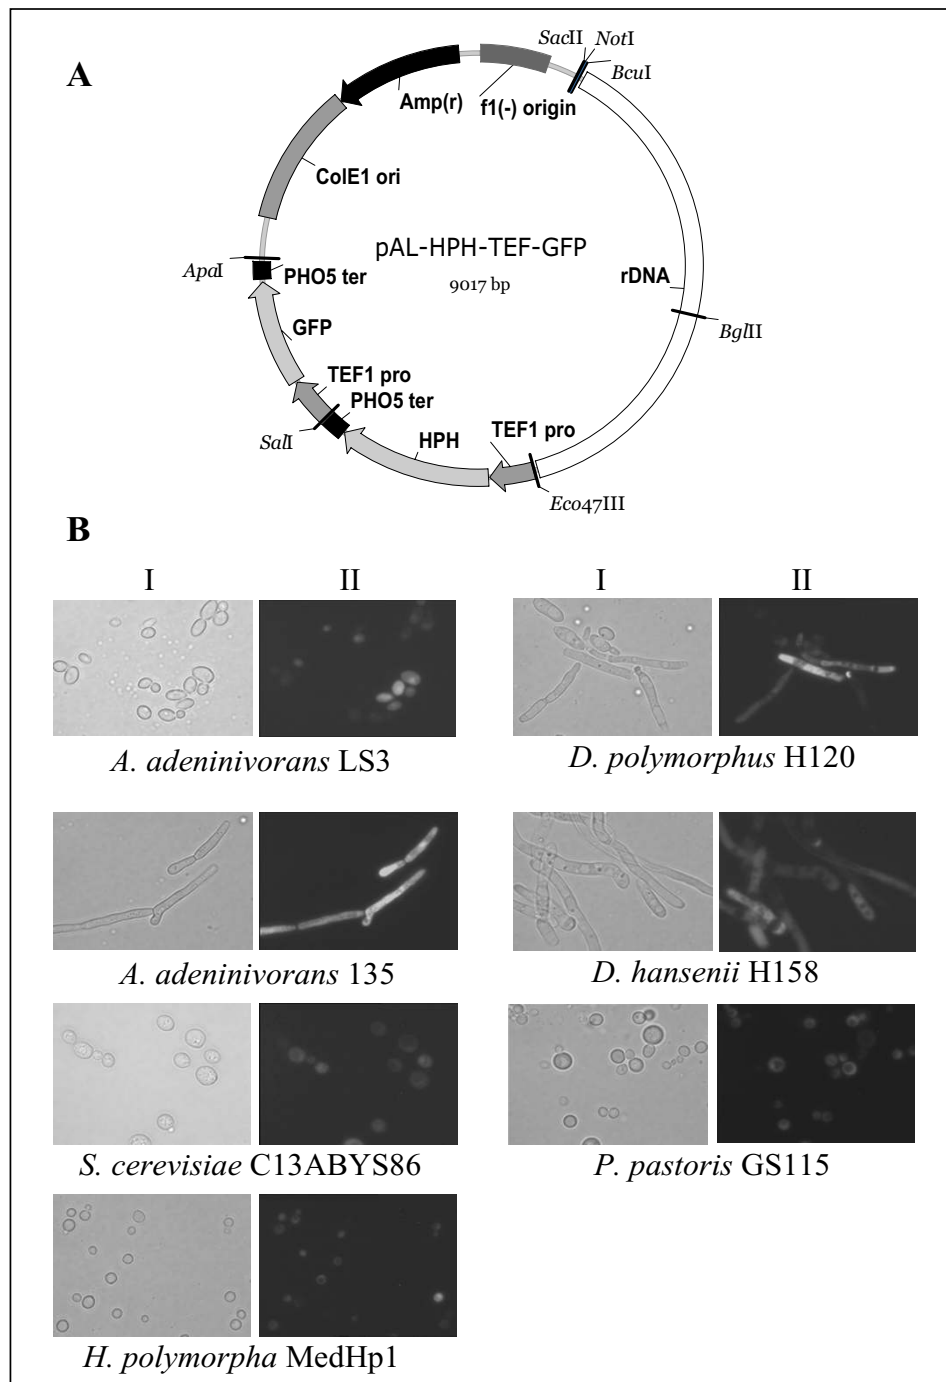 A
SacII NotI
BcuI
Amp(r)
f1(-) origin
ColE1 ori
pAL-HPH-TEF-GFP
9017 bp
ApaI
PHO5 ter
rDNA
GFP
BglII
TEF1 pro
PHO5 ter
SalI
HPH
TEF1 pro
Eco47III
B
I II I II
A. adeninivorans LS3
D. polymorphus H120
A. adeninivorans 135
D. hansenii H158
S. cerevisiae C13ABYS86
P. pastoris GS115
H. polymorpha MedHp1